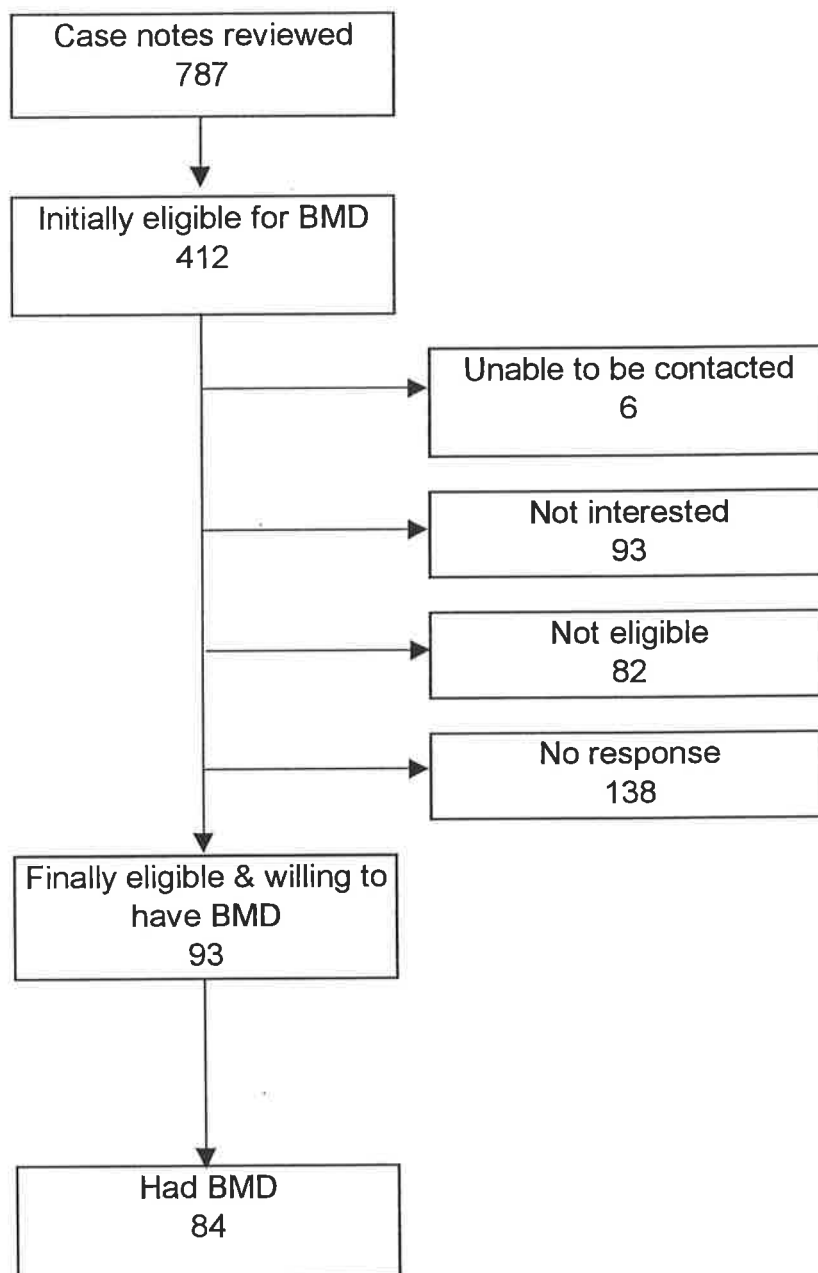 Case notes reviewed
787
Initially eligible for BMD
412
Unable to be contacted
6
Not interested
93
Not eligible
82
No response
138
Finally eligible & willing to
have BMD
93
Had BMD
84